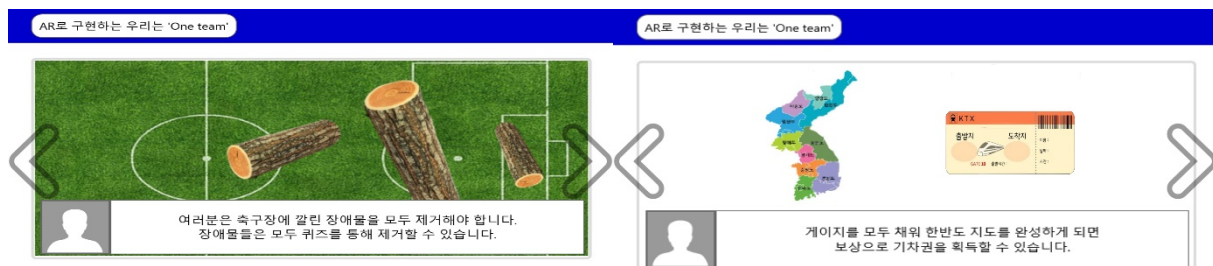 AR로 구현하는 우리는 'One team'
여러분은 축구장에 깔린 장애물을 모두 제거해야 합니다.
장애물들은 모두 퀴즈를 통해 제거할 수 있습니다.
AR로 구현하는 우리는 'One team'
KTX
출발지
도착지
게이지를 모두 채워 한반도 지도를 완성하게 되면
보상으로 기차권을 획득할 수 있습니다.